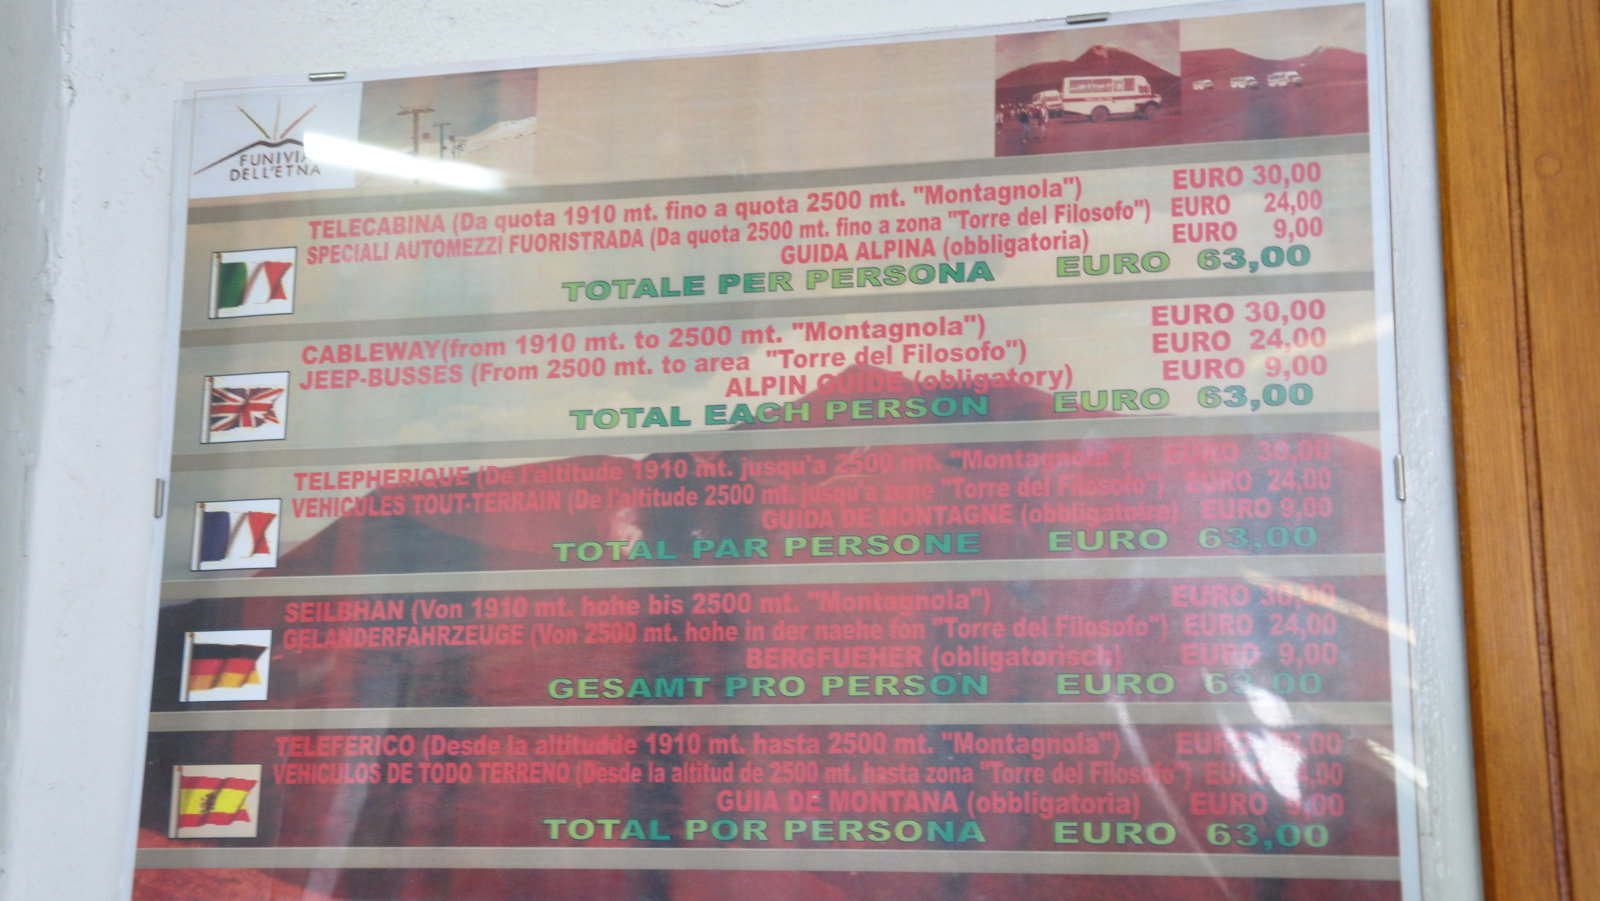 FUNIVIA
DELL'ETNA
TELECABINA (Da quota 1910 mt. fino a quota 2500 mt. "Montagnola") EURO 30,00
SPECIALI AUTOMEZZI FUORISTRADA (Da quota 2500 mt. fino a zona "Torre del Filosofo") EURO 24,00
GUIDA ALPINA (obbligatoria) EURO 9,00
TOTALE PER PERSONA EURO 63,00
CABLEWAY(from 1910 mt. to 2500 mt. "Montagnola") EURO 30,00
JEEP-BUSSES (From 2500 mt. to area "Torre del Filosofo") EURO 24,00
ALPIN GUIDE (obligatory) EURO 9,00
TOTAL EACH PERSON EURO 63,00
TELEPHERIQUE (De l'altitude 1910 mt. jusqu'a 2500 mt. "Montagnola") EURO 30,00
VEHICULES TOUT-TERRAIN (De l'altitude 2500 mt. jusqu'a zone "Torre del Filosofo") EURO 24,00
GUIDA DE MONTAGNE (obbligatoire) EURO 9,00
TOTAL PAR PERSONE EURO 63,00
SEILBHAN (Von 1910 mt. hohe bis 2500 mt. "Montagnola") EURO 30,00
GELANDERFAHRZEUGE (Von 2500 mt. hohe in der naehe fon "Torre del Filosofo") EURO 24,00
BERGFUEHER (obligatorisch) EURO 9,00
GESAMT PRO PERSON EURO 63,00
TELEFERICO (Desde la altitudde 1910 mt. hasta 2500 mt. "Montagnola") EURO
VEHICULOS DE TODO TERRENO (Desde la altitud de 2500 mt. hasta zona "Torre del Filosofo") EURO
GUIA DE MONTANA (obbligatoria) EURO 9,00
TOTAL POR PERSONA EURO 63,00